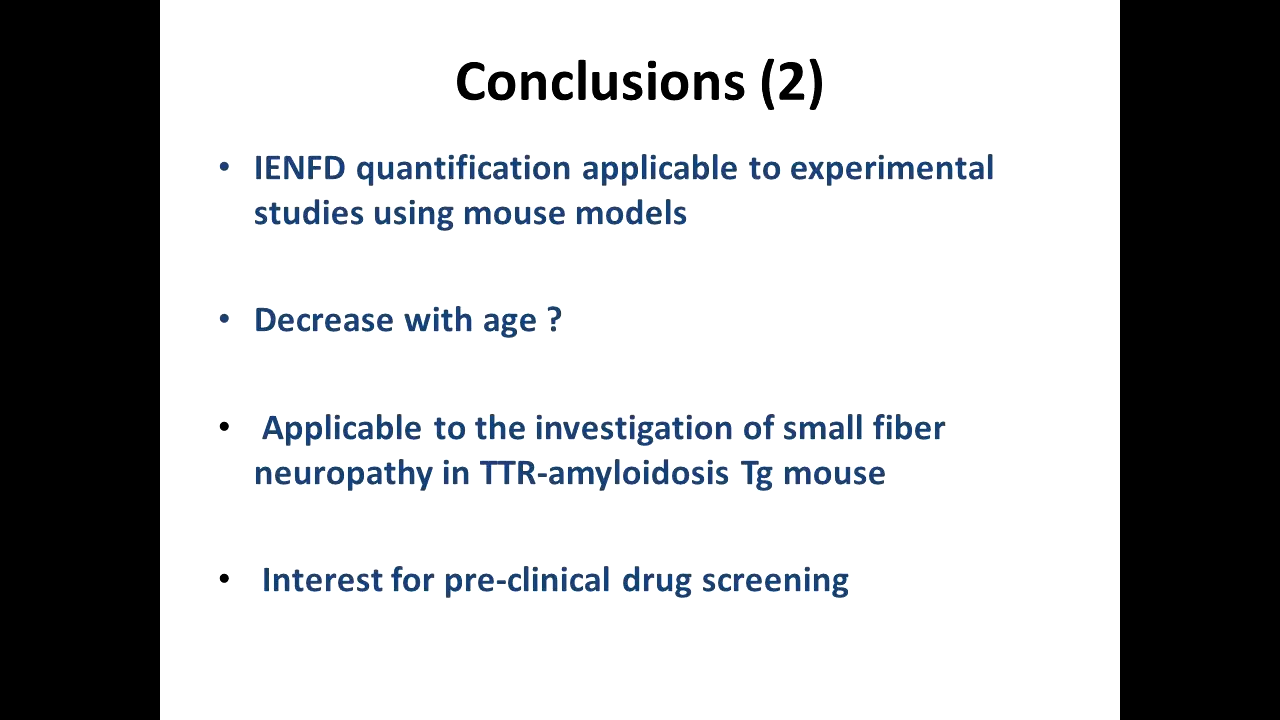 Conclusions (2)
• IENFD quantification applicable to experimental
studies using mouse models
• Decrease with age ?
• Applicable to the investigation of small fiber
neuropathy in TTR-amyloidosis Tg mouse
• Interest for pre-clinical drug screening